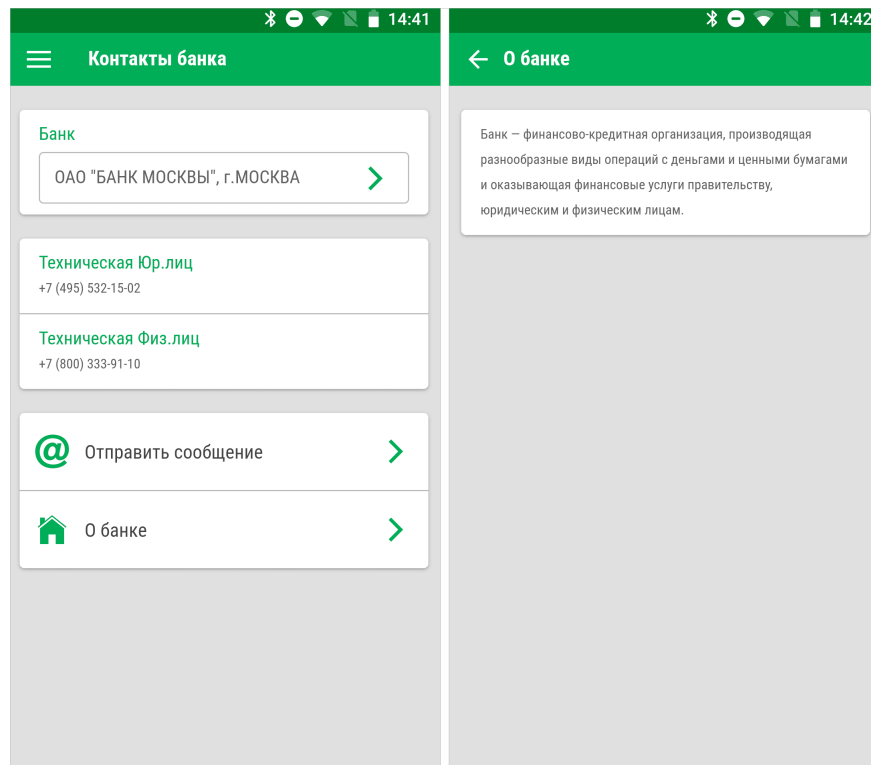 14:41
Контакты банка
Банк
ОАО "БАНК МОСКВЫ", г.МОСКВА
Техническая Юр.лиц
+7 (495) 532-15-02
Техническая Физ.лиц
+7 (800) 333-91-10
@ Отправить сообщение
О банке
14:42
О банке
Банк — финансово-кредитная организация, производящая
разнообразные виды операций с деньгами и ценными бумагами
и оказывающая финансовые услуги правительству,
юридическим и физическим лицам.